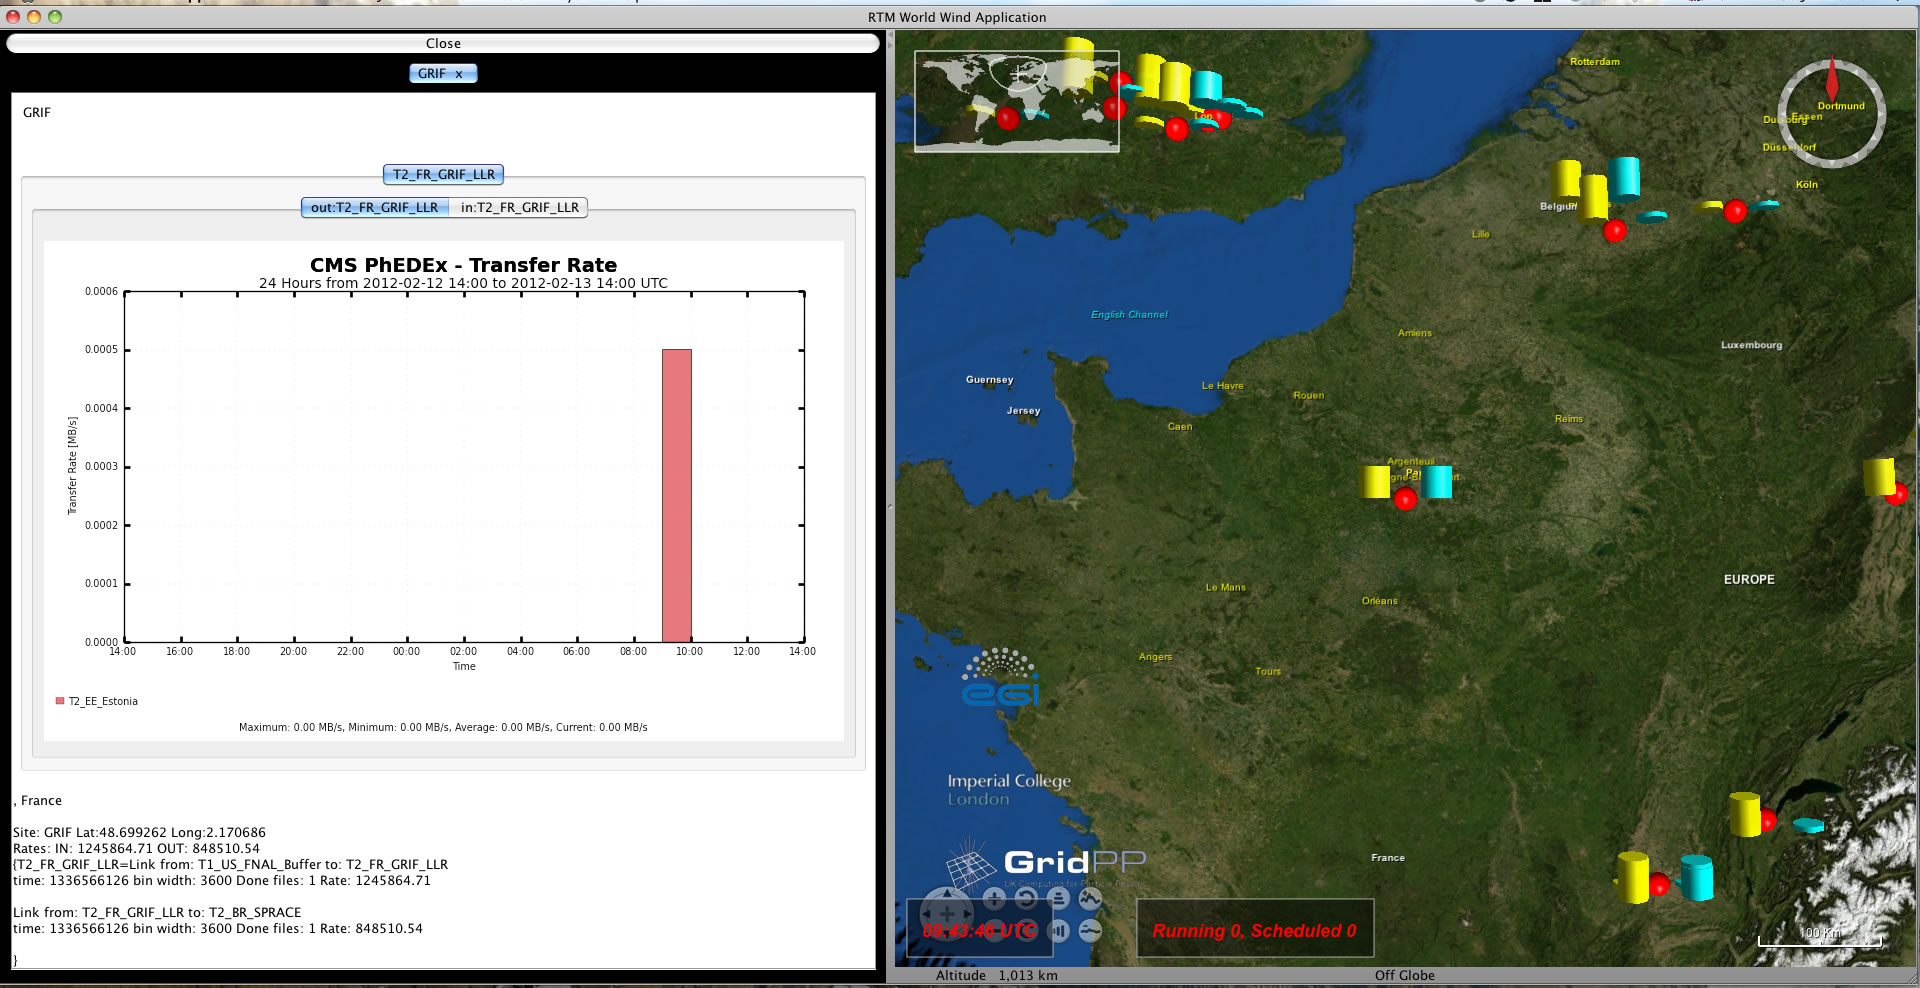 RTM World Wind Application
Close
GRIF x
GRIF
T2_FR_GRIF_LLR
out:T2_FR_GRIF_LLR
in:T2_FR_GRIF_LLR
CMS PhEDEx - Transfer Rate
24 Hours from 2012-02-12 14:00 to 2012-02-13 14:00 UTC
0.0006
0.0005
0.0004
0.0003
0.0002
0.0001
0.0000
Transfer Rate [MB/s]
14:00 16:00 18:00 20:00 22:00 00:00 02:00 04:00 06:00 08:00 10:00 12:00 14:00
Time
T2_EE_Estonia
Maximum: 0.00 MB/s, Minimum: 0.00 MB/s, Average: 0.00 MB/s, Current: 0.00 MB/s
, France
Site: GRIF Lat:48.699262 Long:2.170686
Rates: IN: 1245864.71 OUT: 848510.54
{T2_FR_GRIF_LLR=Link from: T1_US_FNAL_Buffer to: T2_FR_GRIF_LLR
time: 1336566126 bin width: 3600 Done files: 1 Rate: 1245864.71
Link from: T2_FR_GRIF_LLR to: T2_BR_SPRACE
time: 1336566126 bin width: 3600 Done files: 1 Rate: 848510.54
}
Rotterdam
Dortmund
Essen
Düsseldorf
Köln
Lille
English Channel
Amiens
Luxembourg
Guernsey
Le Havre
Rouen
Jersey
Caen
Reims
Argenteuil
Le Mans
EUROPE
Orléans
Angers
Tours
egi
Imperial College
London
France
GridPP
UK Computing for Particle Physics
09:43:46 UTC
Running 0, Scheduled 0
100 Km
Altitude 1,013 km
Off Globe